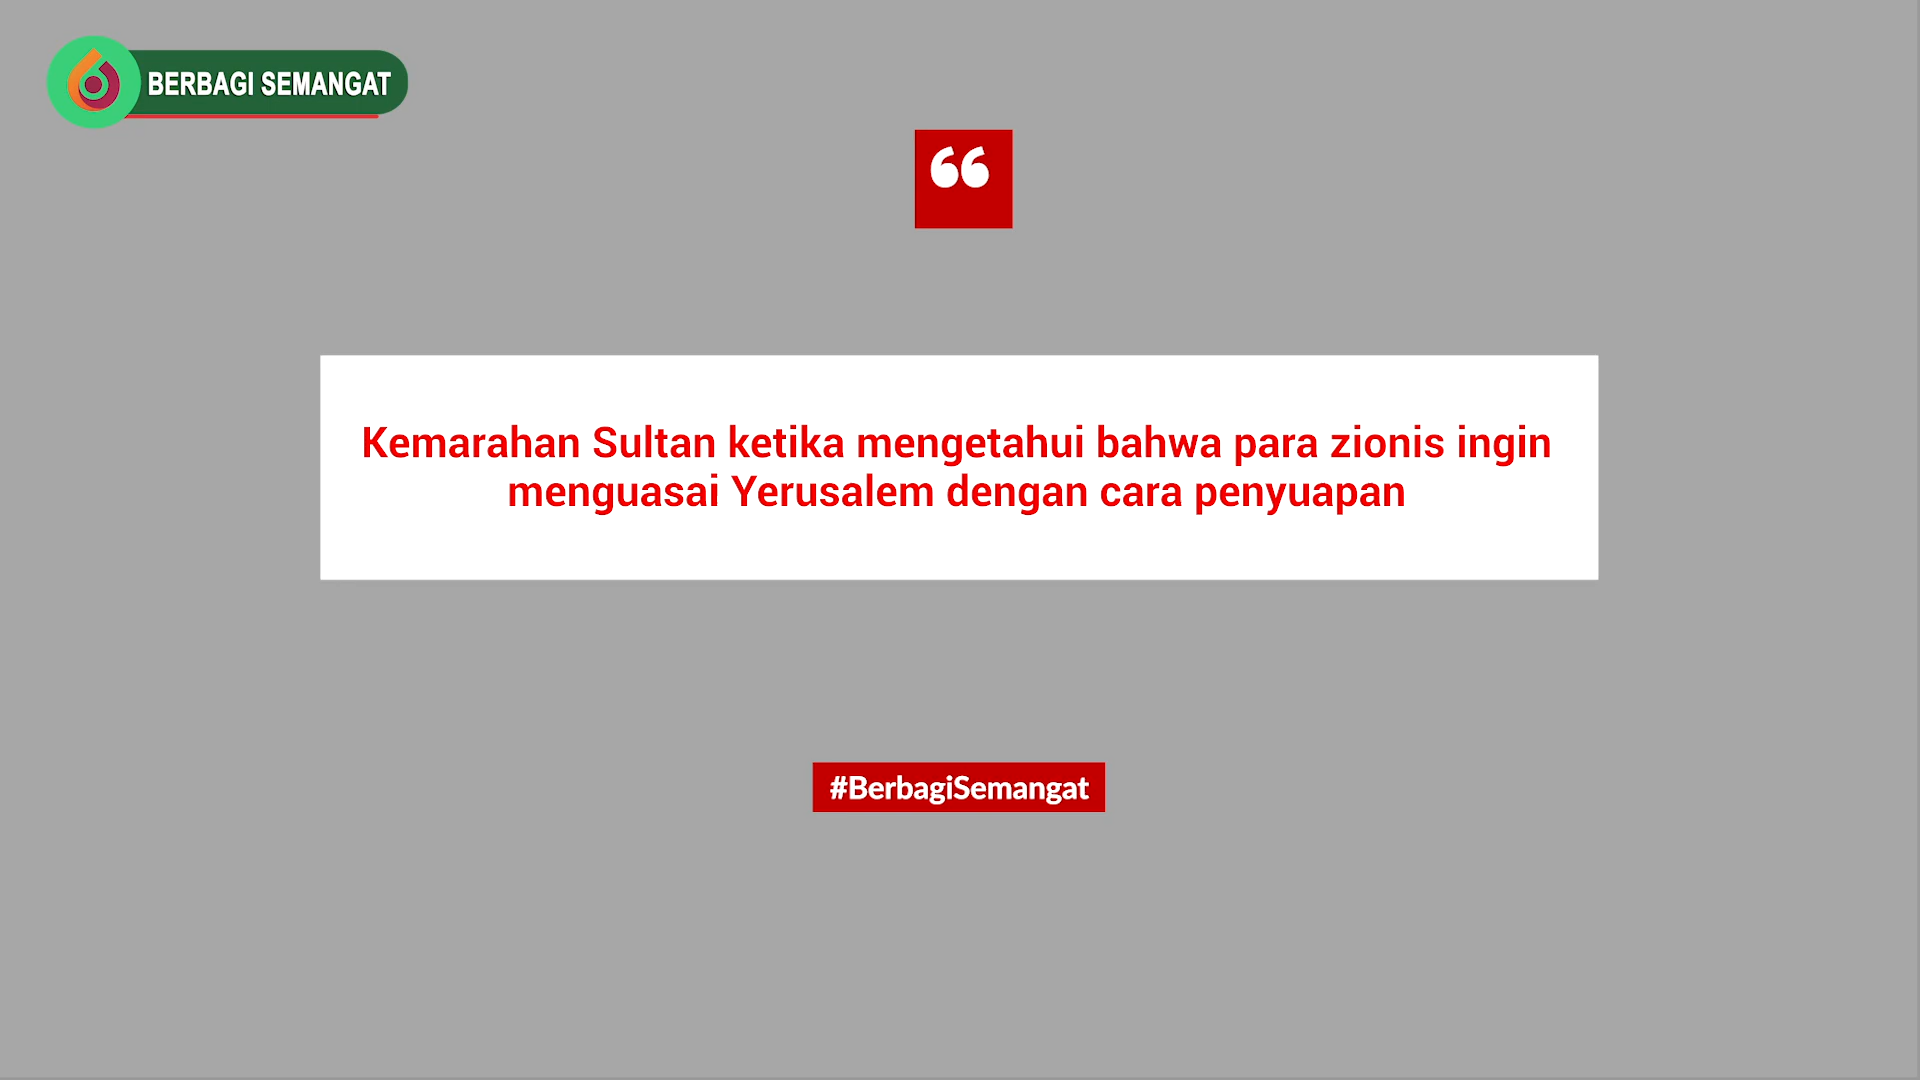 BERBAGI SEMANGAT
“
Kemarahan Sultan ketika mengetahui bahwa para zionis ingin
menguasai Yerusalem dengan cara penyuapan
#BerbagiSemangat